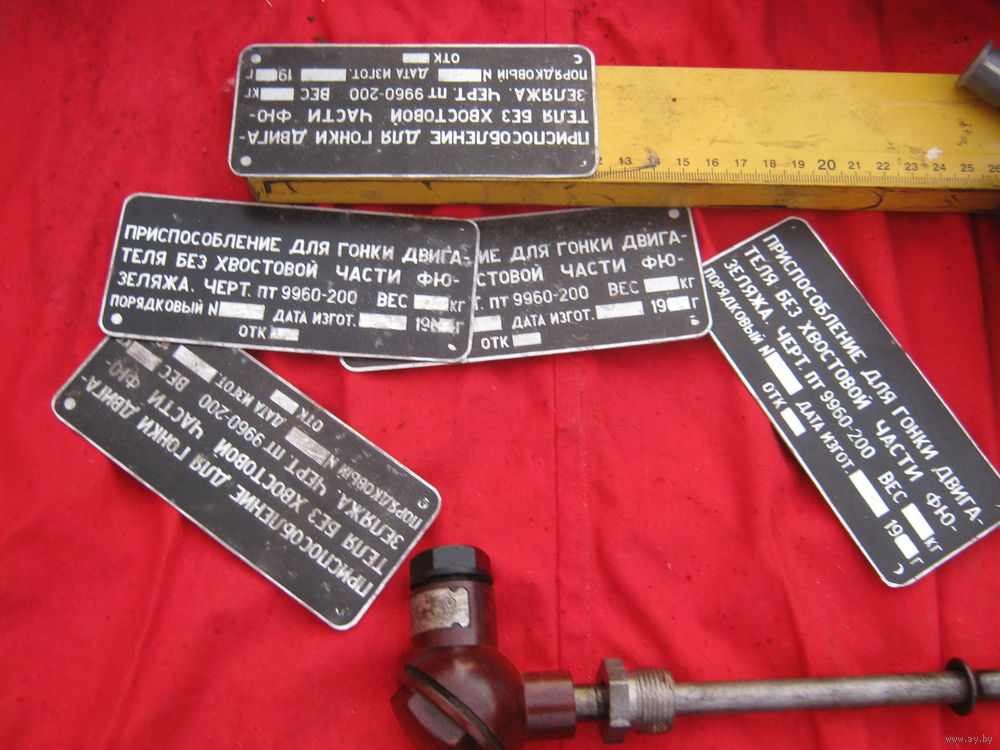 ПРИСПОСОБЛЕНИЕ ДЛЯ ГОНКИ ДВИГА-
ТЕЛЯ БЕЗ ХВОСТОВОЙ ЧАСТИ ФЮ-
ЗЕЛЯЖА. ЧЕРТ. ПТ 9960-200 ВЕС КГ
ПОРЯДКОВЫЙ N ДАТА ИЗГОТ. 19 Г
ОТК
12 13 14 15 16 17 18 19 20 21 22 23 24 25 26
ПРИСПОСОБЛЕНИЕ ДЛЯ ГОНКИ ДВИГА-
ТЕЛЯ БЕЗ ХВОСТОВОЙ ЧАСТИ ФЮ-
ЗЕЛЯЖА. ЧЕРТ. ПТ 9960-200 ВЕС КГ
ПОРЯДКОВЫЙ N ДАТА ИЗГОТ. 19 Г
ОТК
ИЕ ДЛЯ ГОНКИ ДВИГА-
СТОВОЙ ЧАСТИ ФЮ-
Т. ПТ 9960-200 ВЕС КГ
ДАТА ИЗГОТ. 19 Г
ОТК
ПРИСПОСОБЛЕНИЕ ДЛЯ ГОНКИ ДВИГА-
ТЕЛЯ БЕЗ ХВОСТОВОЙ ЧАСТИ ФЮ-
ЗЕЛЯЖА. ЧЕРТ. ПТ 9960-200 ВЕС КГ
ПОРЯДКОВЫЙ N ДАТА ИЗГОТ. 19 Г
ОТК
ПРИСПОСОБЛЕНИЕ ДЛЯ ГОНКИ ДВИГА-
ТЕЛЯ БЕЗ ХВОСТОВОЙ ЧАСТИ ФЮ-
ЗЕЛЯЖА. ЧЕРТ. ПТ 9960-200 ВЕС
ПОРЯДКОВЫЙ N ДАТА ИЗГОТ.
ОТК
www.ay.by